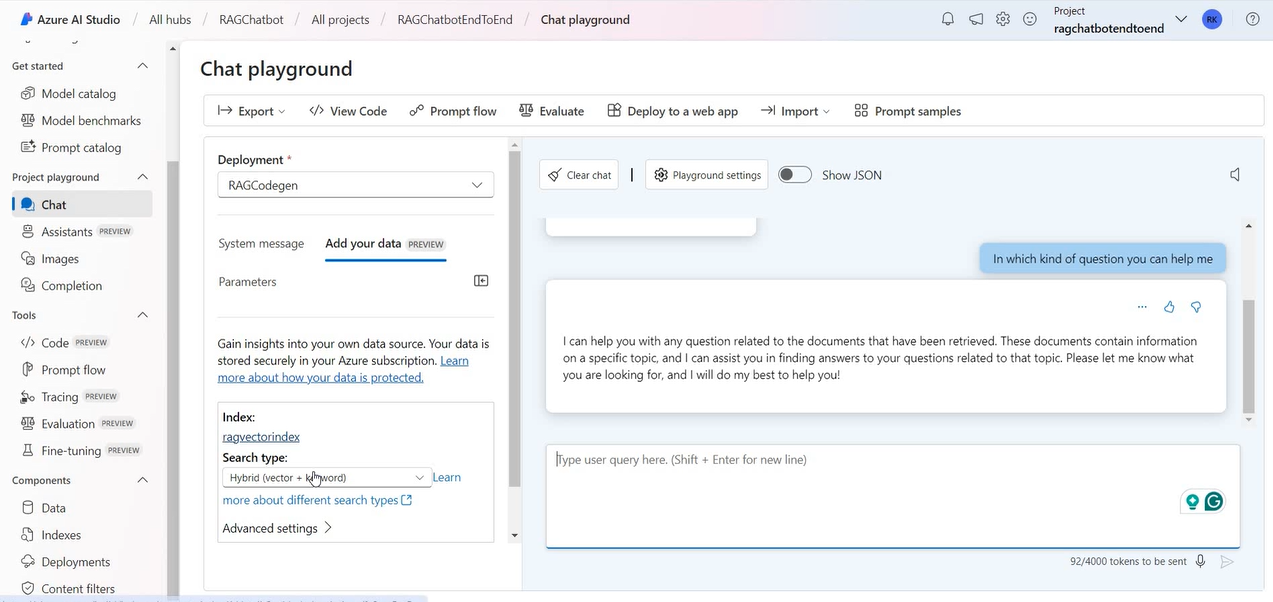 Azure AI Studio / All hubs / RAGChatbot / All projects / RAGChatbotEndToEnd / Chat playground
Project
ragchatbotendtoend
RK
Get started
Model catalog
Model benchmarks
Prompt catalog
Project playground
Chat
Assistants PREVIEW
Images
Completion
Tools
Code PREVIEW
Prompt flow
Tracing PREVIEW
Evaluation PREVIEW
Fine-tuning PREVIEW
Components
Data
Indexes
Deployments
Content filters
Chat playground
Export
View Code
Prompt flow
Evaluate
Deploy to a web app
Import
Prompt samples
Deployment *
RAGCodegen
System message
Add your data PREVIEW
Parameters
Gain insights into your own data source. Your data is
stored securely in your Azure subscription. Learn
more about how your data is protected.
Index:
ragvectorindex
Search type:
Hybrid (vector + keyword)
Learn
more about different search types
Advanced settings
Clear chat
Playground settings
Show JSON
In which kind of question you can help me
I can help you with any question related to the documents that have been retrieved. These documents contain information
on a specific topic, and I can assist you in finding answers to your questions related to that topic. Please let me know what
you are looking for, and I will do my best to help you!
Type user query here. (Shift + Enter for new line)
92/4000 tokens to be sent